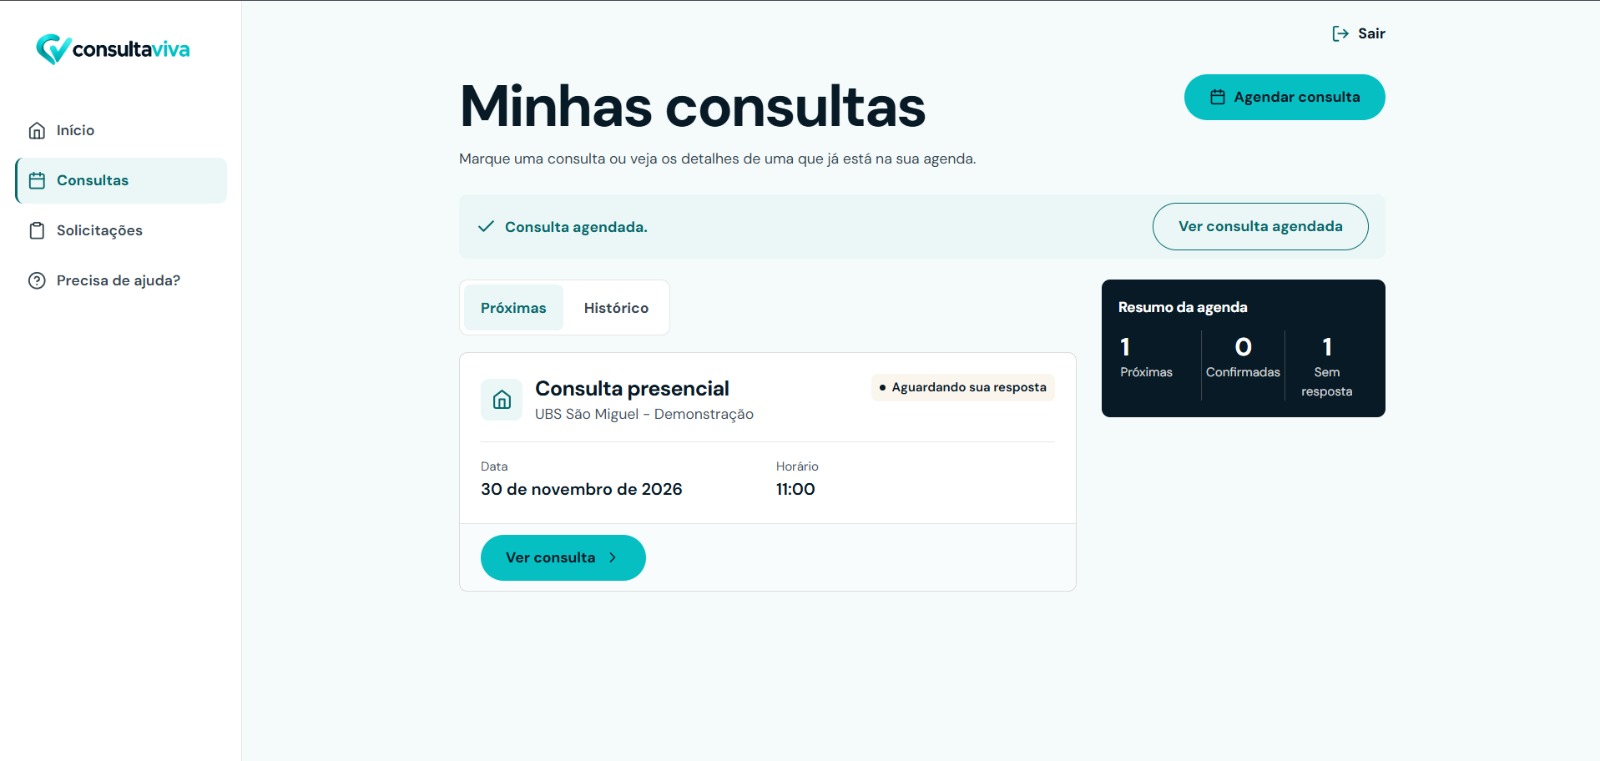 consultaviva
Início
Consultas
Solicitações
Precisa de ajuda?
Sair
Minhas consultas
Agendar consulta
Marque uma consulta ou veja os detalhes de uma que já está na sua agenda.
Consulta agendada.
Ver consulta agendada
Próximas
Histórico
Consulta presencial
UBS São Miguel - Demonstração
Aguardando sua resposta
Data
30 de novembro de 2026
Horário
11:00
Ver consulta
Resumo da agenda
1
Próximas
0
Confirmadas
1
Sem
resposta